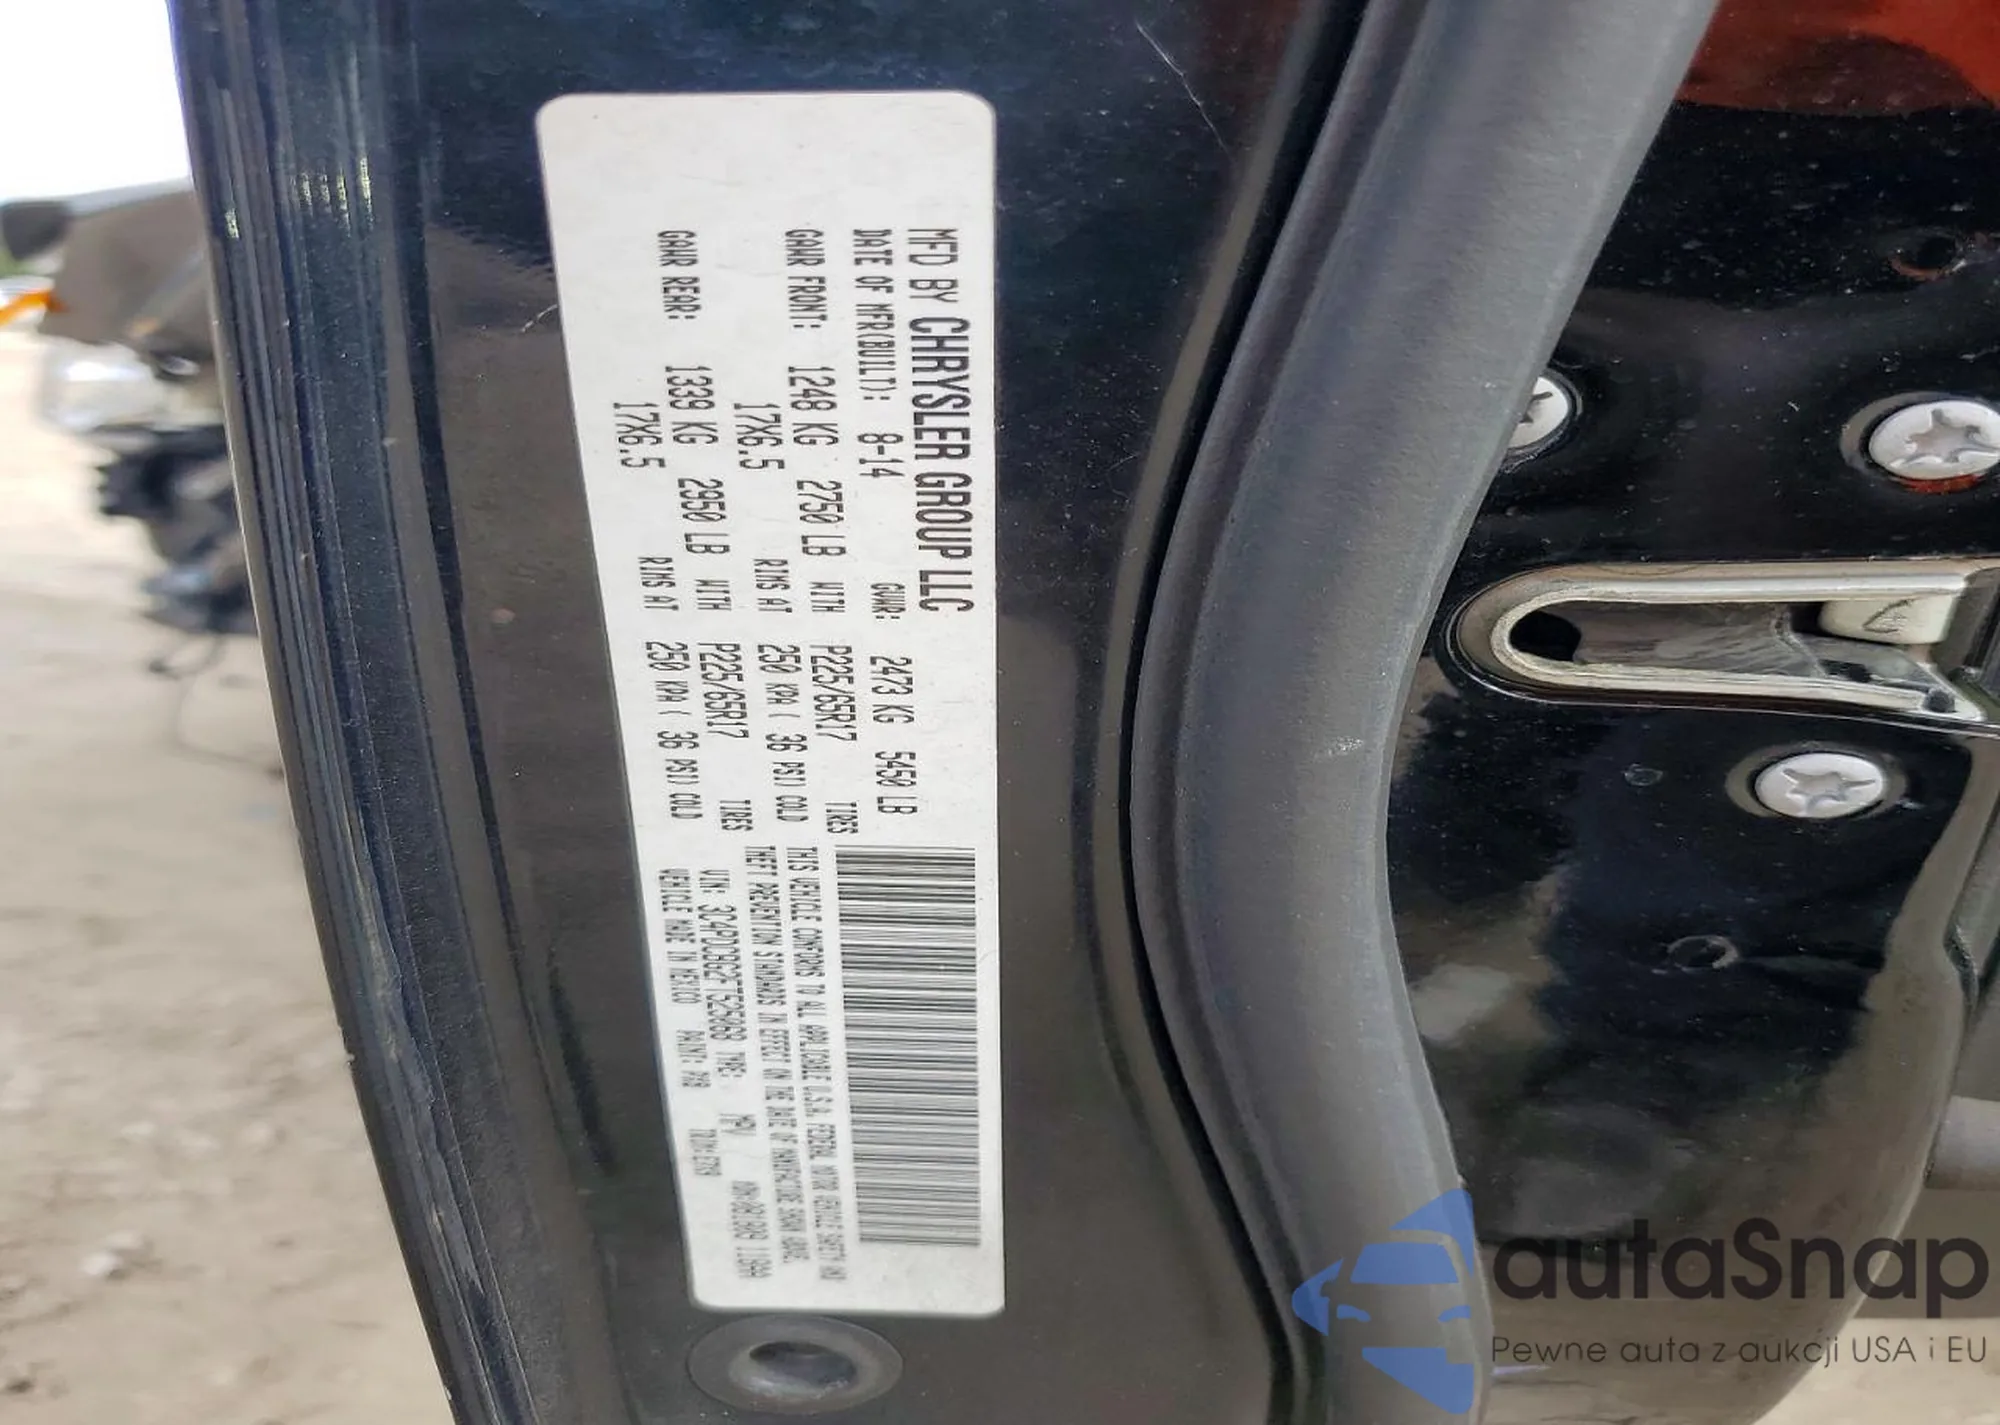 MFD BY CHRYSLER GROUP LLC
DATE OF MFR(BUILT): 8-14 GVWR: 2473 KG 5450 LB
GAWR FRONT: 1248 KG 2750 LB WITH P225/65R17 TIRES
17X6.5 RIMS AT 250 KPA( 36 PSI) COLD
GAWR REAR: 1339 KG 2950 LB WITH P225/65R17 TIRES
17X6.5 RIMS AT 250 KPA( 36 PSI) COLD
THIS VEHICLE CONFORMS TO ALL APPLICABLE U.S.A. FEDERAL MOTOR VEHICLE SAFETY AND
THEFT PREVENTION STANDARDS IN EFFECT ON THE DATE OF MANUFACTURE SHOWN ABOVE.
VIN: TYPE: MPV
VEHICLE MADE IN MEXICO PAINT: PX8
autaSnap
Pewne auta z aukcji USA i EU